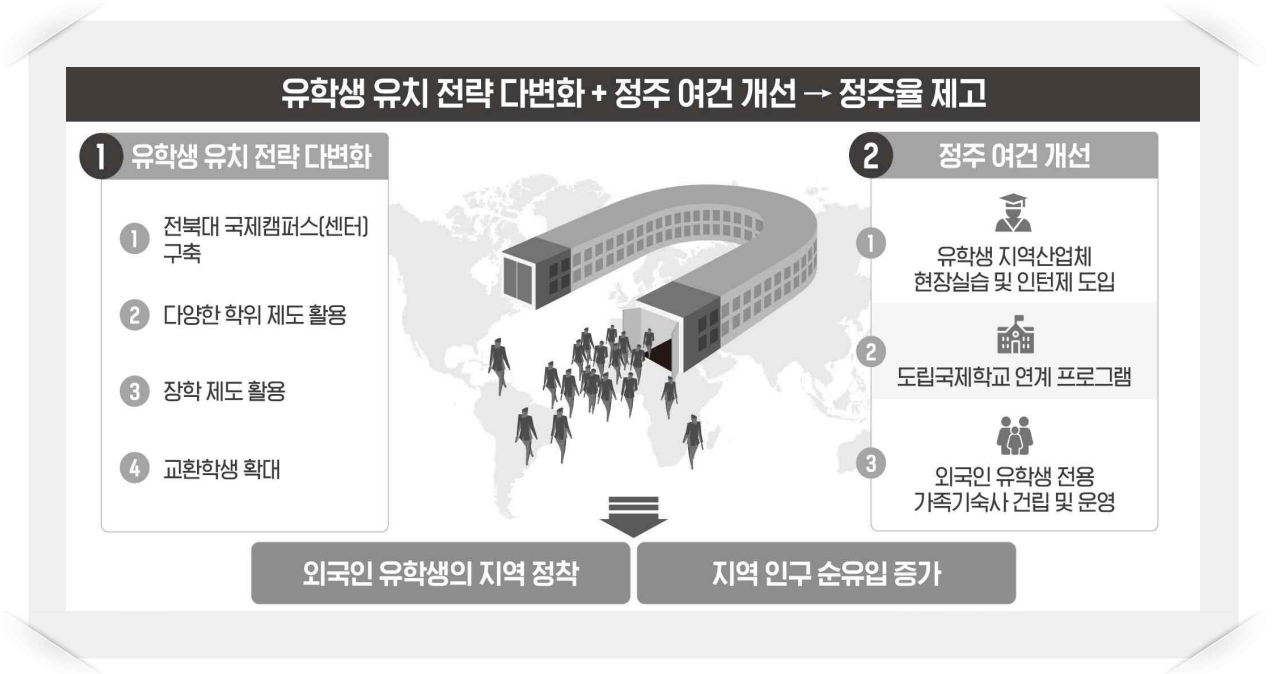 유학생 유치 전략 다변화 + 정주 여건 개선 → 정주율 제고
1 유학생 유치 전략 다변화
1 전북대 국제캠퍼스(센터)
구축
2 다양한 학위 제도 활용
3 장학 제도 활용
4 교환학생 확대
2 정주 여건 개선
1 유학생 지역산업체
현장실습 및 인턴제 도입
2 도립국제학교 연계 프로그램
3 외국인 유학생 전용
가족기숙사 건립 및 운영
외국인 유학생의 지역 정착
지역 인구 순유입 증가